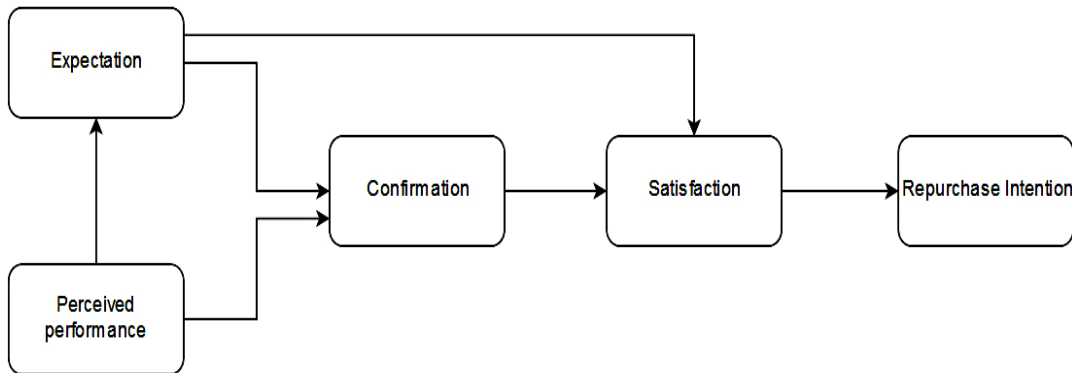 Expectation
Confirmation
Satisfaction
Repurchase Intention
Perceived
performance